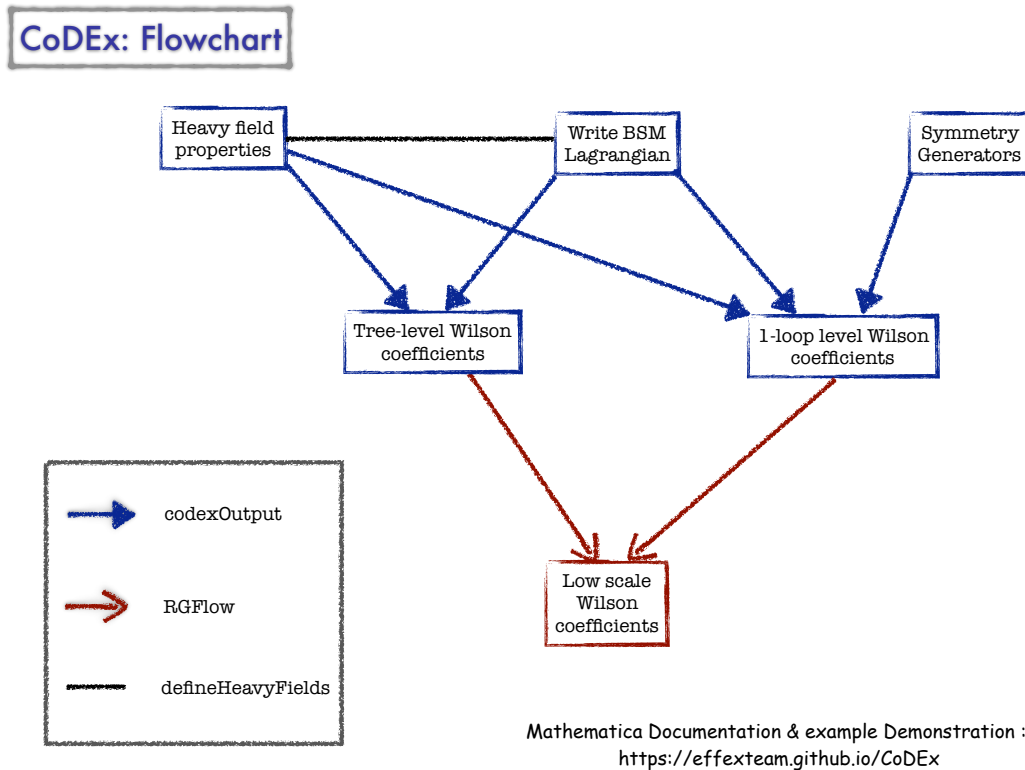 CoDEx: Flowchart
Heavy field
properties
Write BSM
Lagrangian
Symmetry
Generators
Tree-level Wilson
coefficients
1-loop level Wilson
coefficients
codexOutput
RGFlow
defineHeavyFields
Low scale
Wilson
coefficients
Mathematica Documentation & example Demonstration :
https://effexteam.github.io/CoDEx